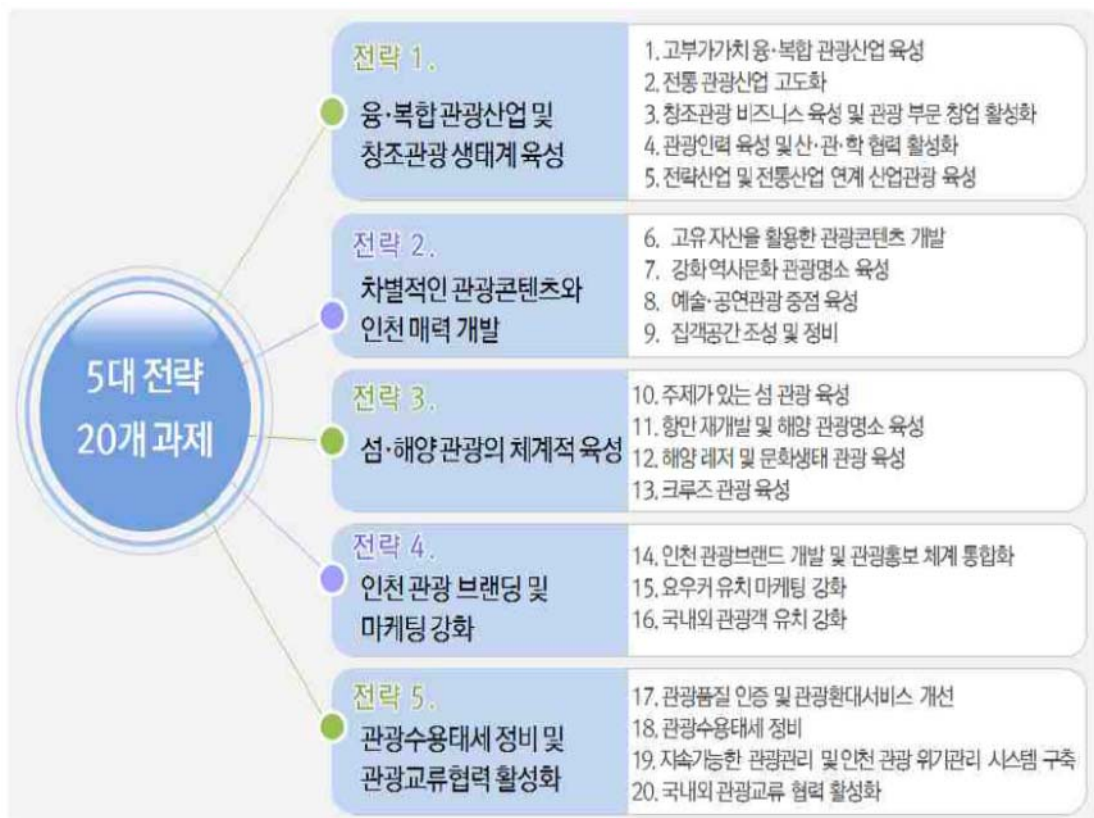 5대 전략
20개 과제
전략 1.
융·복합 관광산업 및
창조관광 생태계 육성
1. 고부가가치 융·복합 관광산업 육성
2. 전통 관광산업 고도화
3. 창조관광 비즈니스 육성 및 관광 부문 창업 활성화
4. 관광인력 육성 및 산·관·학 협력 활성화
5. 전략산업 및 전통산업 연계 산업관광 육성
전략 2.
차별적인 관광콘텐츠와
인천 매력 개발
6. 고유 자산을 활용한 관광콘텐츠 개발
7. 강화 역사문화 관광명소 육성
8. 예술·공연관광 중점 육성
9. 집객공간 조성 및 정비
전략 3.
섬·해양 관광의 체계적 육성
10. 주제가 있는 섬 관광 육성
11. 항만 재개발 및 해양 관광명소 육성
12. 해양 레저 및 문화생태 관광 육성
13. 크루즈 관광 육성
전략 4.
인천 관광 브랜딩 및
마케팅 강화
14. 인천 관광브랜드 개발 및 관광홍보 체계 통합화
15. 요우커 유치 마케팅 강화
16. 국내외 관광객 유치 강화
전략 5.
관광수용태세 정비 및
관광교류협력 활성화
17. 관광품질 인증 및 관광환대서비스 개선
18. 관광수용태세 정비
19. 지속가능한 관광관리 및 인천 관광 위기관리 시스템 구축
20. 국내외 관광교류 협력 활성화